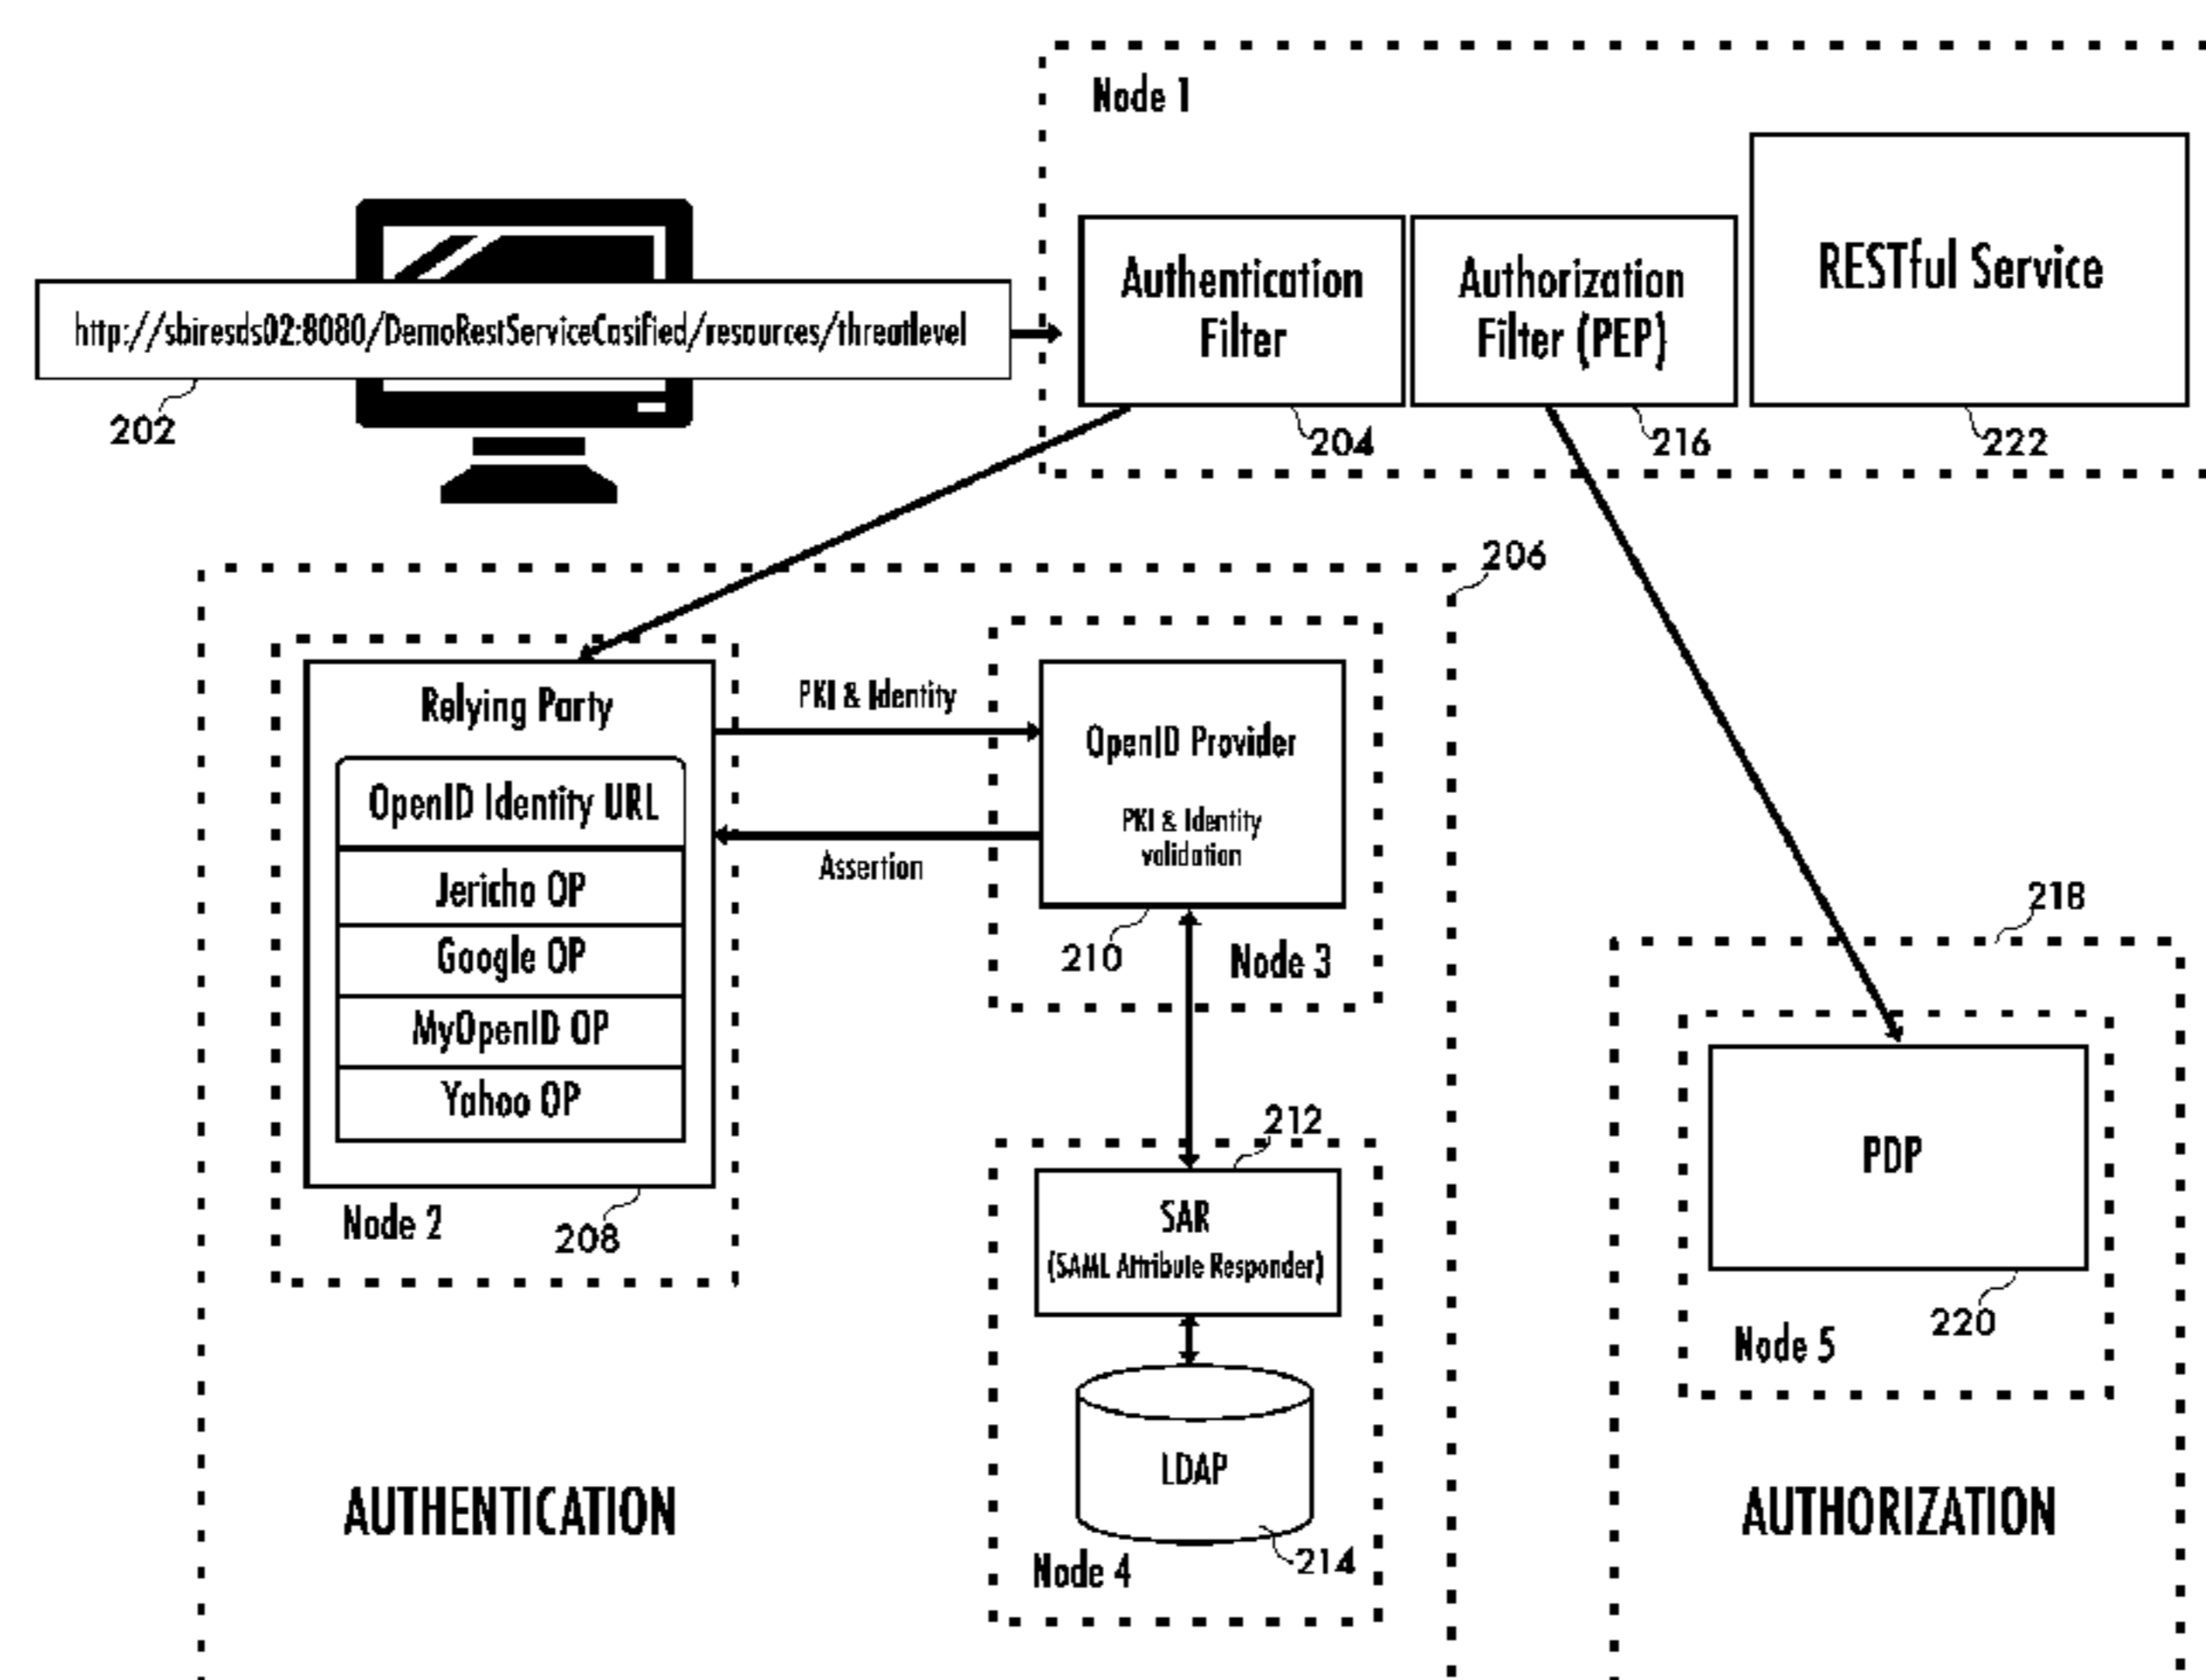 Node 1
http://sbiresds02:8080/DemoRestServiceCasified/resources/threatlevel
202
Authentication
Filter
204
Authorization
Filter (PEP)
216
RESTful Service
222
206
Relying Party
OpenID Identity URL
Jericho OP
Google OP
MyOpenID OP
Yahoo OP
Node 2
208
PKI & Identity
Assertion
OpenID Provider
PKI & Identity
validation
210
Node 3
212
SAR
(SAML Attribute Responder)
LDAP
214
Node 4
AUTHENTICATION
218
PDP
220
Node 5
AUTHORIZATION